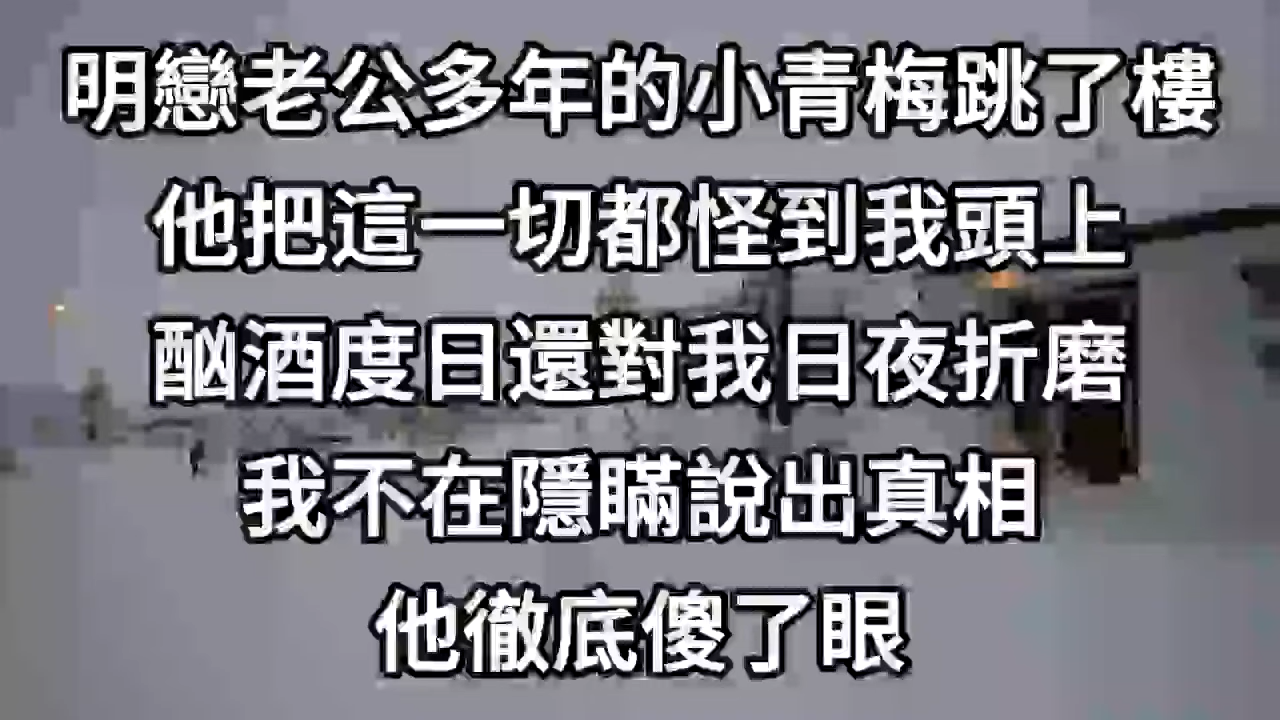 明戀老公多年的小青梅跳了樓
他把這一切都怪到我頭上
酗酒度日還對我日夜折磨
我不在隱瞞說出真相
他徹底傻了眼